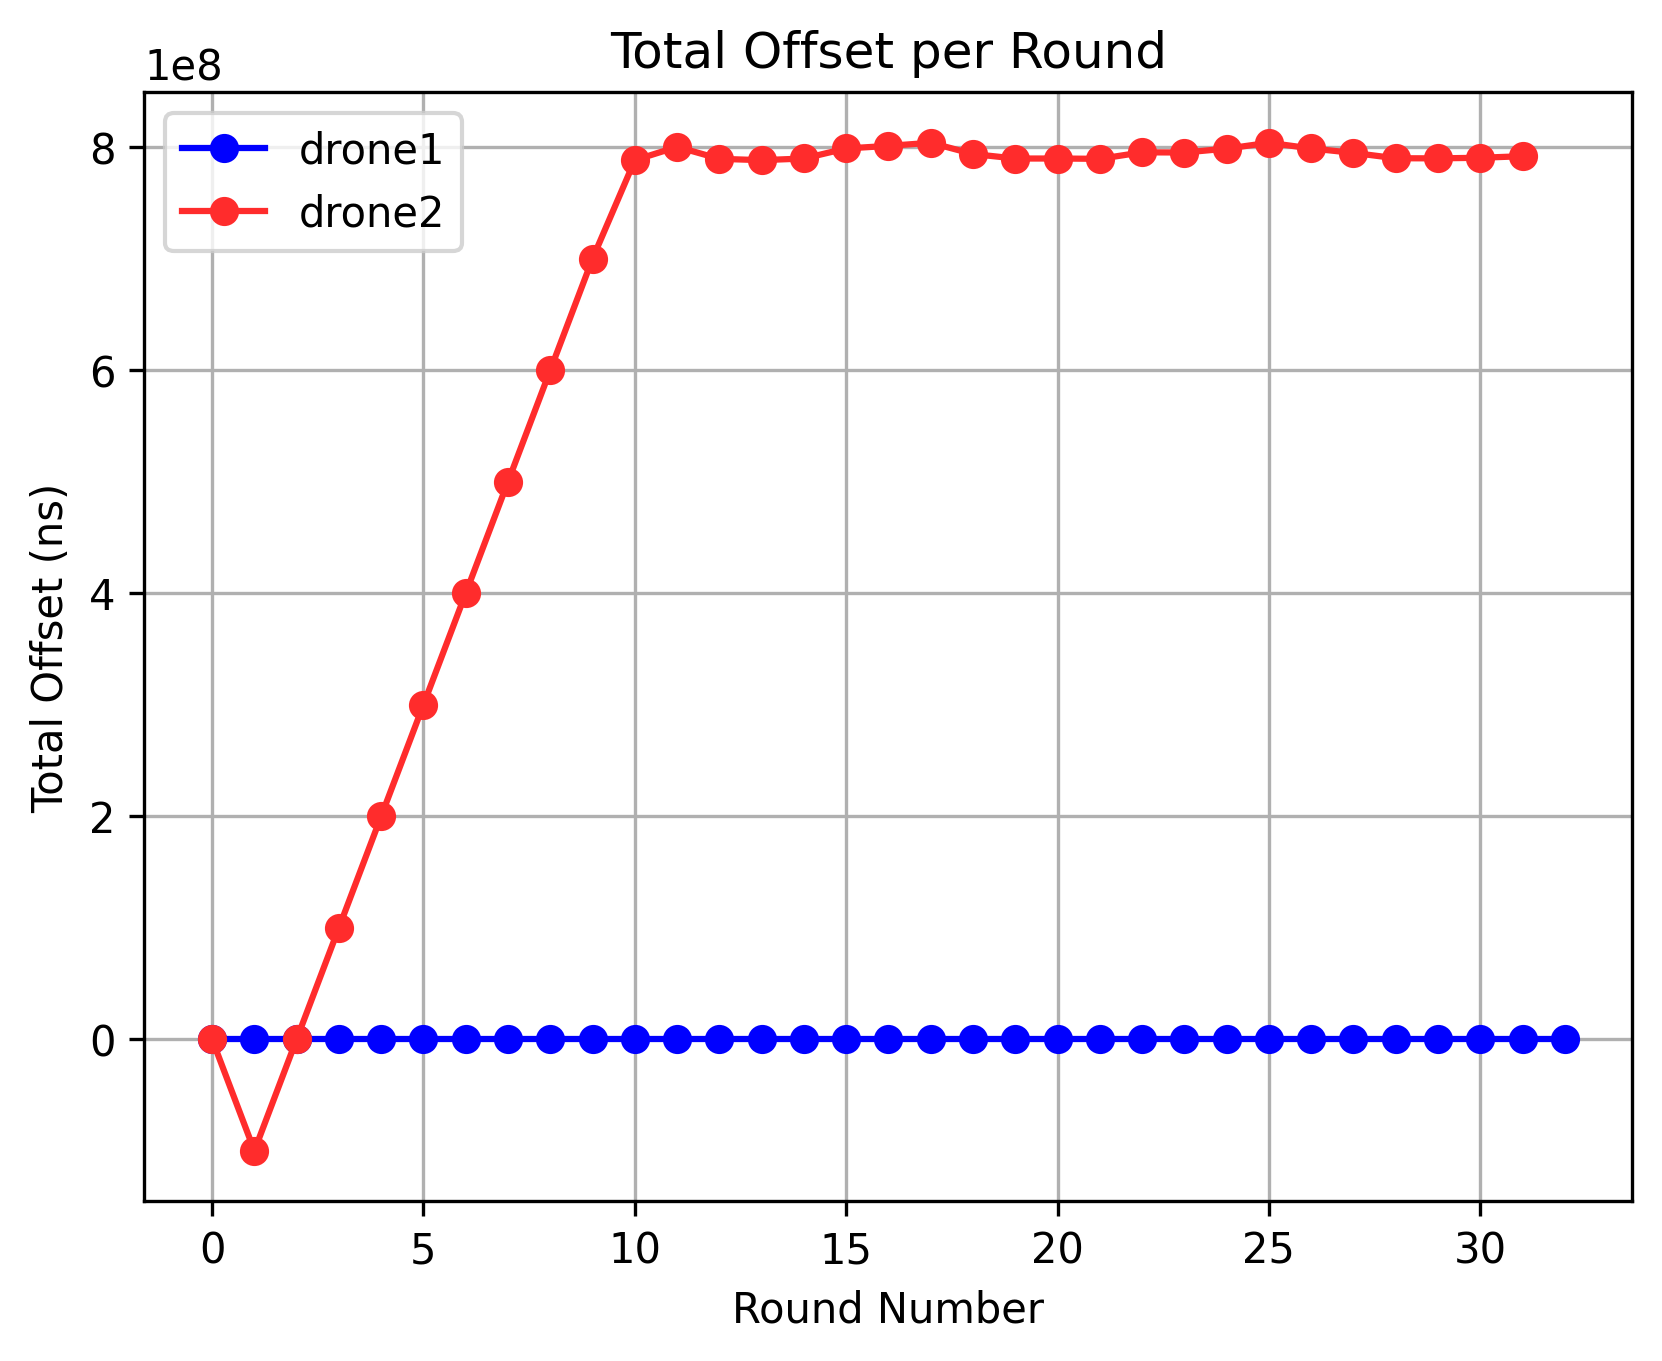 Total Offset per Round
1e8
drone1
drone2
8
6
4
2
0
Total Offset (ns)
0 5 10 15 20 25 30
Round Number